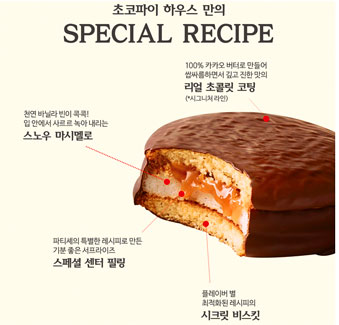 초코파이 하우스 만의
SPECIAL RECIPE
100% 카카오 버터로 만들어
쌉싸름하면서 깊고 진한 맛의
리얼 초콜릿 코팅
(*시그니처 라인)
천연 바닐라 빈이 콕콕!
입 안에서 사르르 녹아 내리는
스노우 마시멜로
파티셰의 특별한 레시피로 만든
기분 좋은 서프라이즈
스페셜 센터 필링
플레이버 별
최적화된 레시피의
시크릿 비스킷